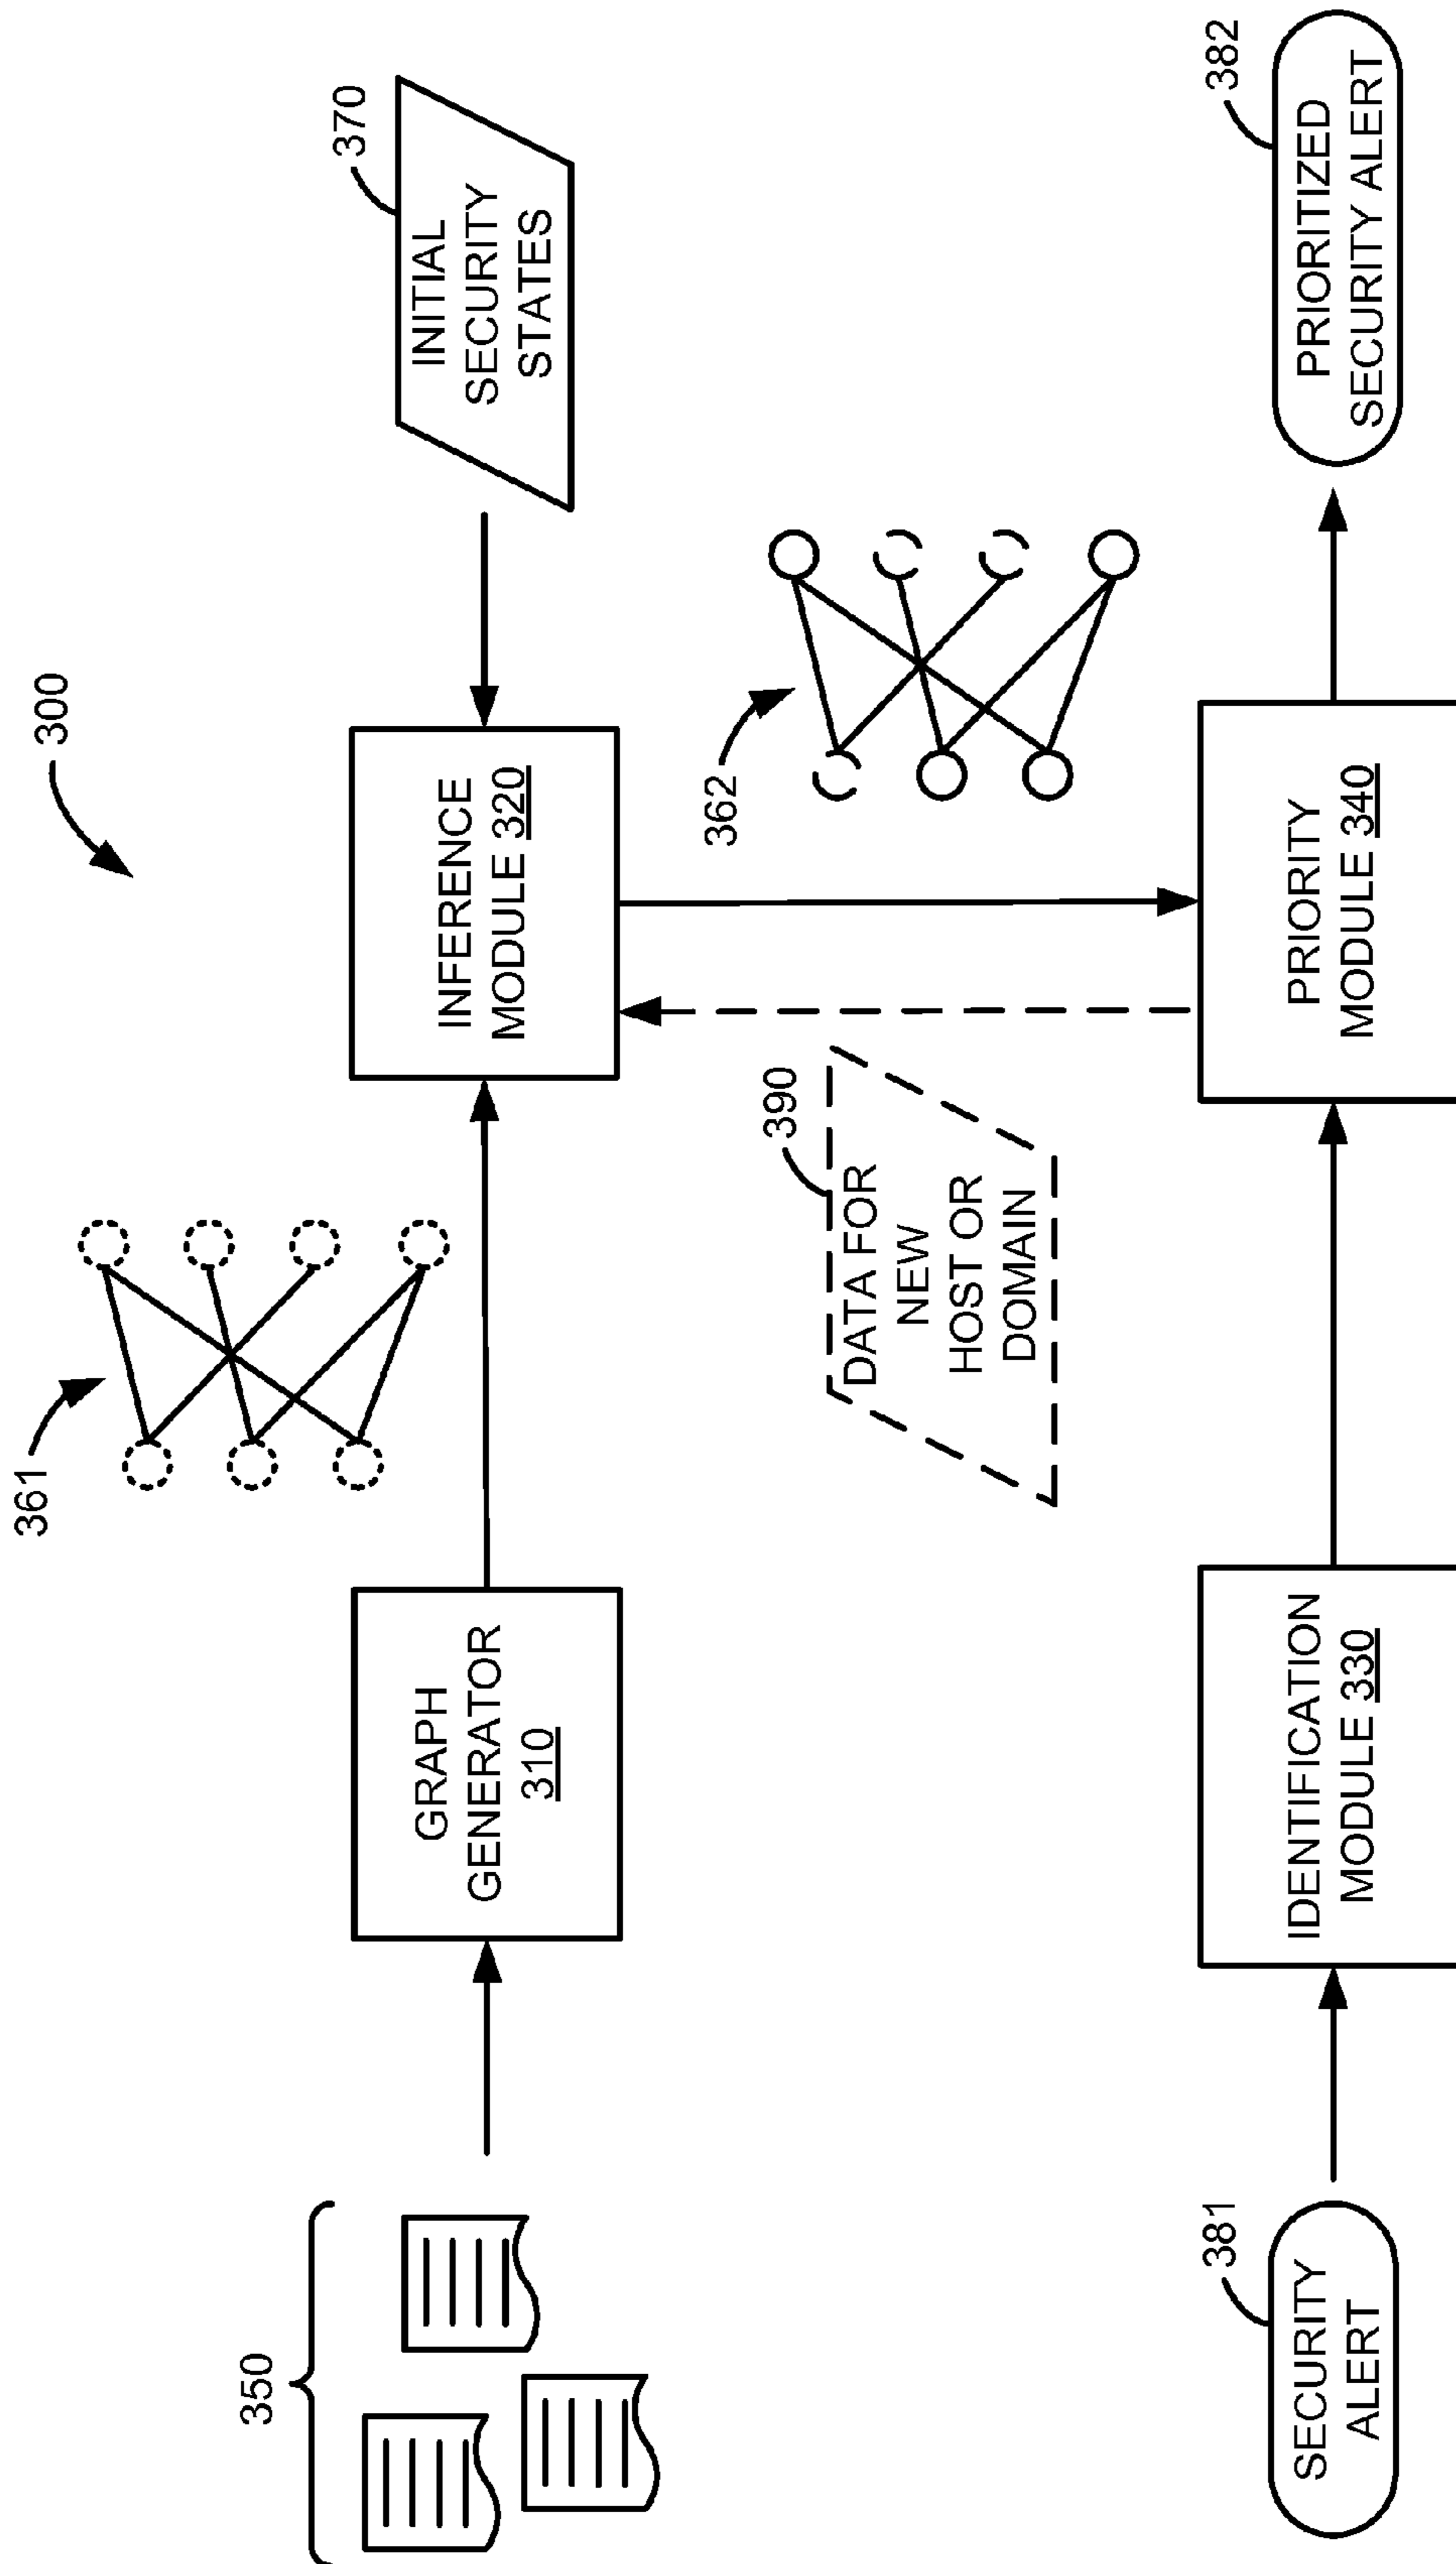 300
350
GRAPH
GENERATOR
310
361
INFERENCE
MODULE 320
370
INITIAL
SECURITY
STATES
390
DATA FOR
NEW
HOST OR
DOMAIN
362
381
SECURITY
ALERT
IDENTIFICATION
MODULE 330
PRIORITY
MODULE 340
382
PRIORITIZED
SECURITY ALERT